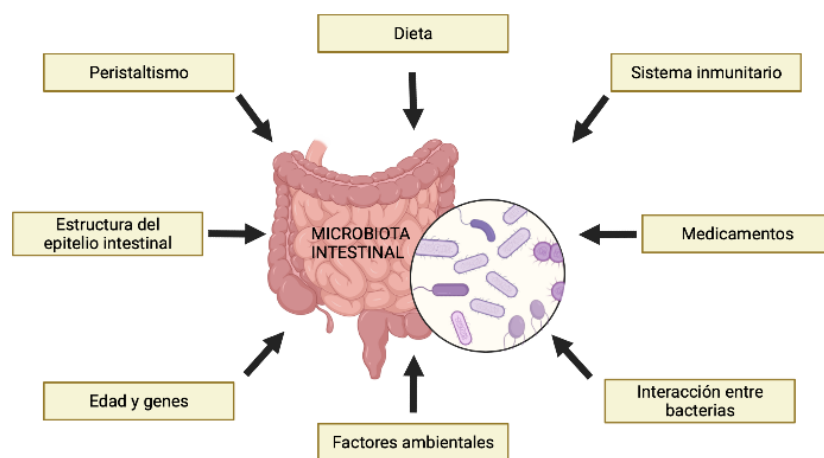 Dieta
Peristaltismo
Sistema inmunitario
Estructura del
epitelio intestinal
MICROBIOTA
INTESTINAL
Medicamentos
Edad y genes
Factores ambientales
Interacción entre
bacterias